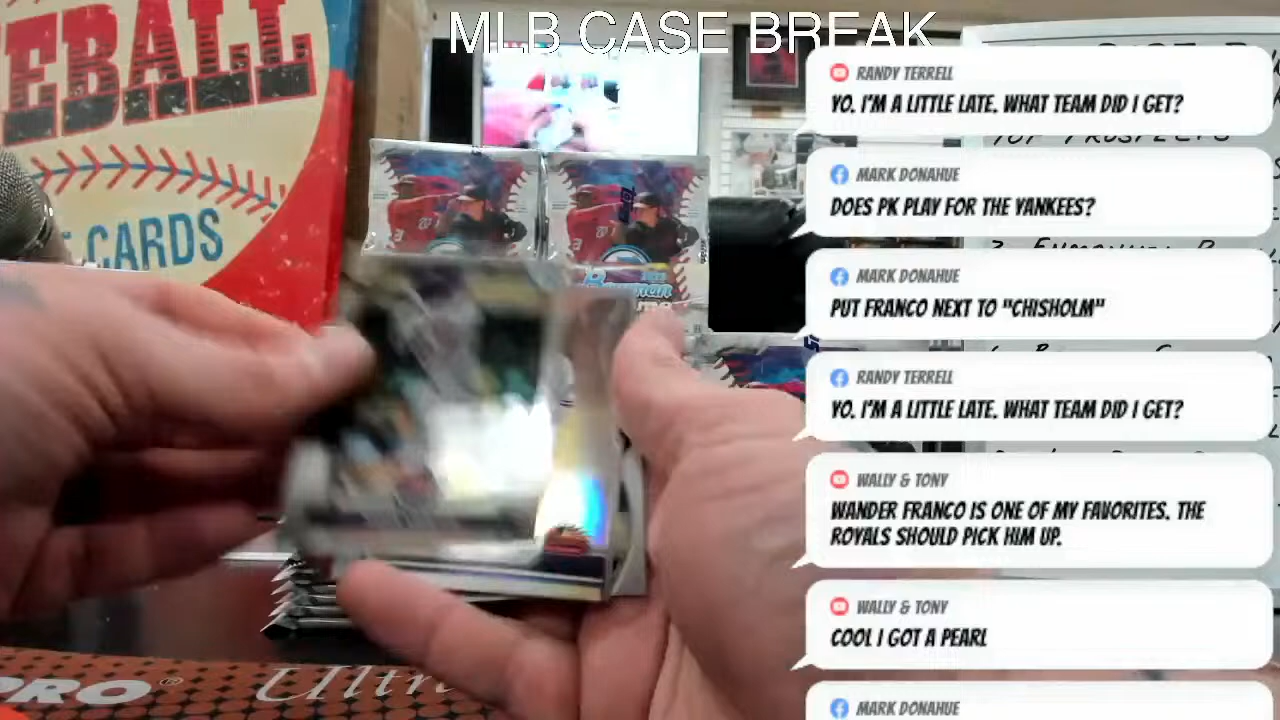 MLB CASE BREAK
EBALL
CARDS
RANDY TERRELL
YO. I'M A LITTLE LATE. WHAT TEAM DID I GET?
MARK DONAHUE
DOES PK PLAY FOR THE YANKEES?
MARK DONAHUE
PUT FRANCO NEXT TO "CHISHOLM"
RANDY TERRELL
YO. I'M A LITTLE LATE. WHAT TEAM DID I GET?
WALLY & TONY
WANDER FRANCO IS ONE OF MY FAVORITES. THE
ROYALS SHOULD PICK HIM UP.
WALLY & TONY
COOL I GOT A PEARL
MARK DONAHUE
PRO® Ultr